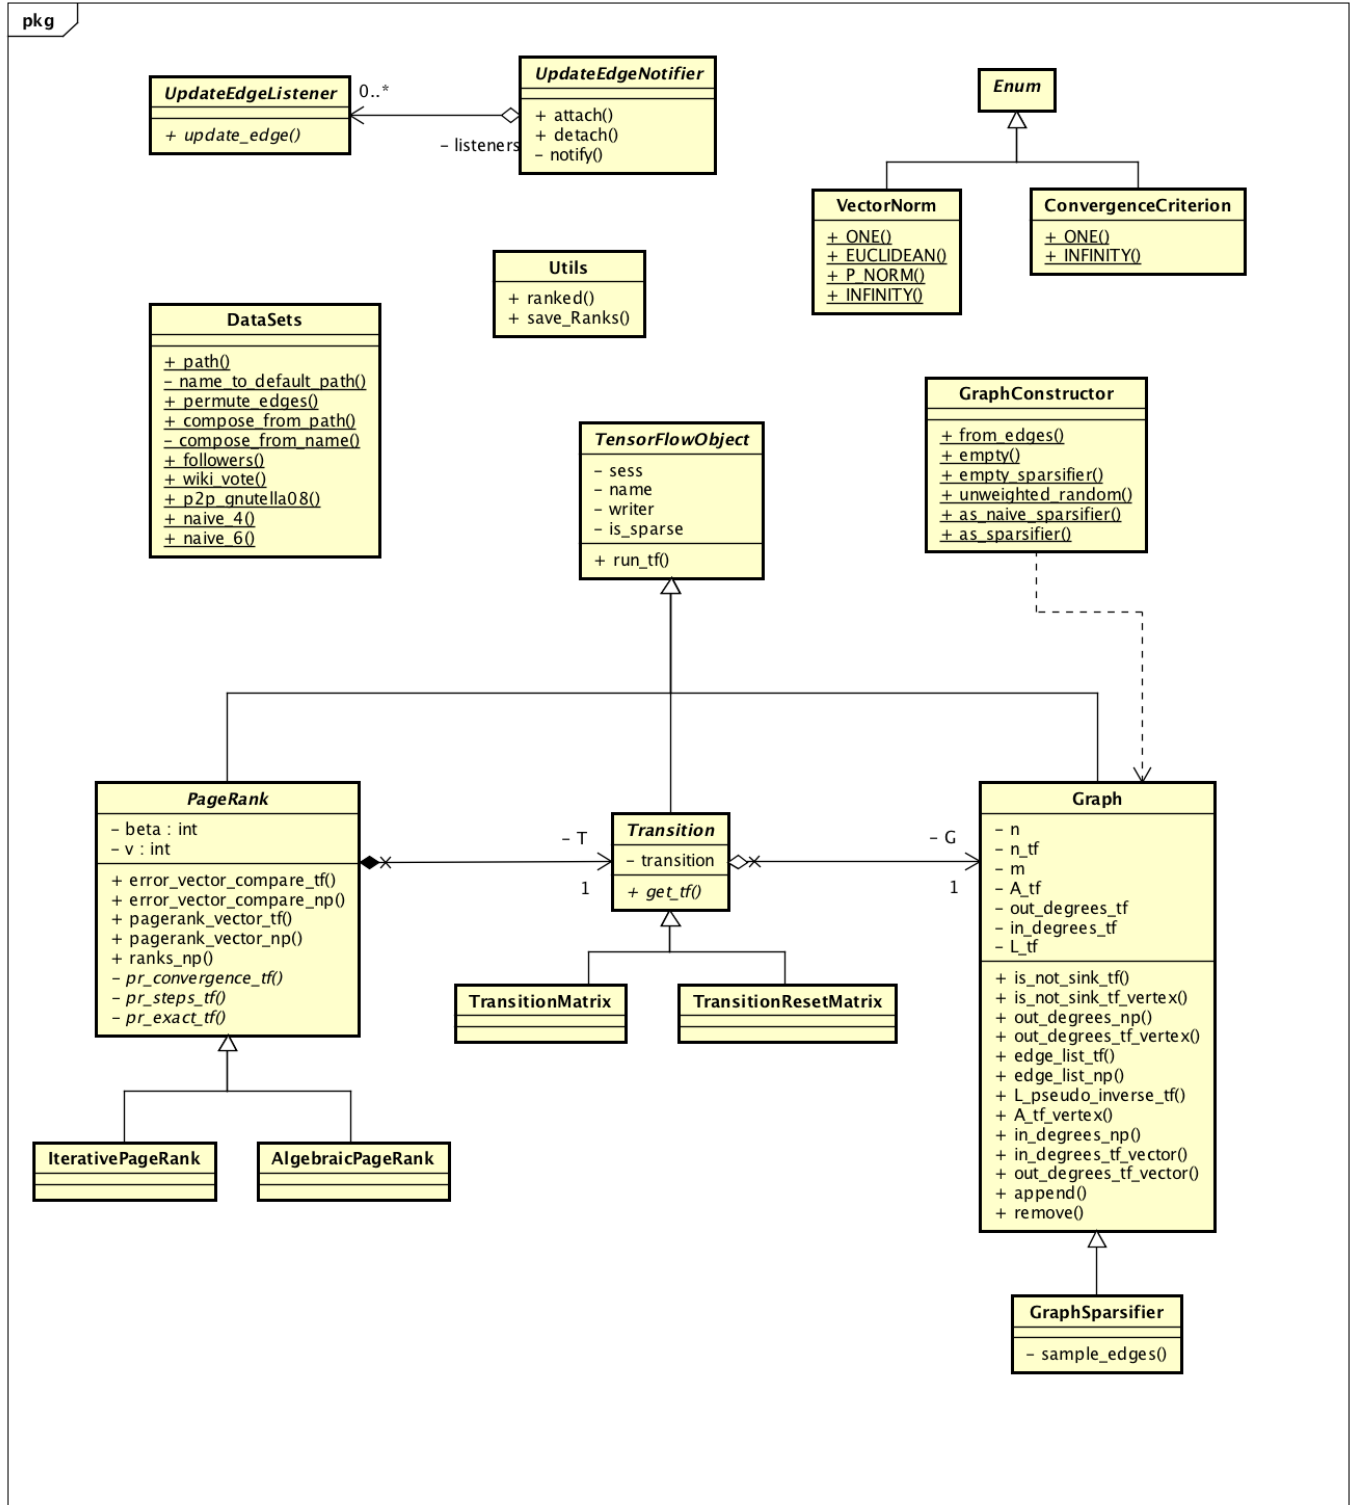 pkg
UpdateEdgeListener
+ update_edge()
0..*
– listeners
UpdateEdgeNotifier
+ attach()
+ detach()
– notify()
Enum
VectorNorm
+ ONE()
+ EUCLIDEAN()
+ P_NORM()
+ INFINITY()
ConvergenceCriterion
+ ONE()
+ INFINITY()
Utils
+ ranked()
+ save_Ranks()
DataSets
+ path()
– name_to_default_path()
+ permute_edges()
+ compose_from_path()
– compose_from_name()
+ followers()
+ wiki_vote()
+ p2p_gnutella08()
+ naive_4()
+ naive_6()
TensorFlowObject
– sess
– name
– writer
– is_sparse
+ run_tf()
GraphConstructor
+ from_edges()
+ empty()
+ empty_sparsifier()
+ unweighted_random()
+ as_naive_sparsifier()
+ as_sparsifier()
PageRank
– beta : int
– v : int
+ error_vector_compare_tf()
+ error_vector_compare_np()
+ pagerank_vector_tf()
+ pagerank_vector_np()
+ ranks_np()
– pr_convergence_tf()
– pr_steps_tf()
– pr_exact_tf()
– T
1
Transition
– transition
+ get_tf()
– G
1
Graph
– n
– n_tf
– m
– A_tf
– out_degrees_tf
– in_degrees_tf
– L_tf
+ is_not_sink_tf()
+ is_not_sink_tf_vertex()
+ out_degrees_np()
+ out_degrees_tf_vertex()
+ edge_list_tf()
+ edge_list_np()
+ L_pseudo_inverse_tf()
+ A_tf_vertex()
+ in_degrees_np()
+ in_degrees_tf_vector()
+ out_degrees_tf_vector()
+ append()
+ remove()
TransitionMatrix
TransitionResetMatrix
IterativePageRank
AlgebraicPageRank
GraphSparsifier
– sample_edges()